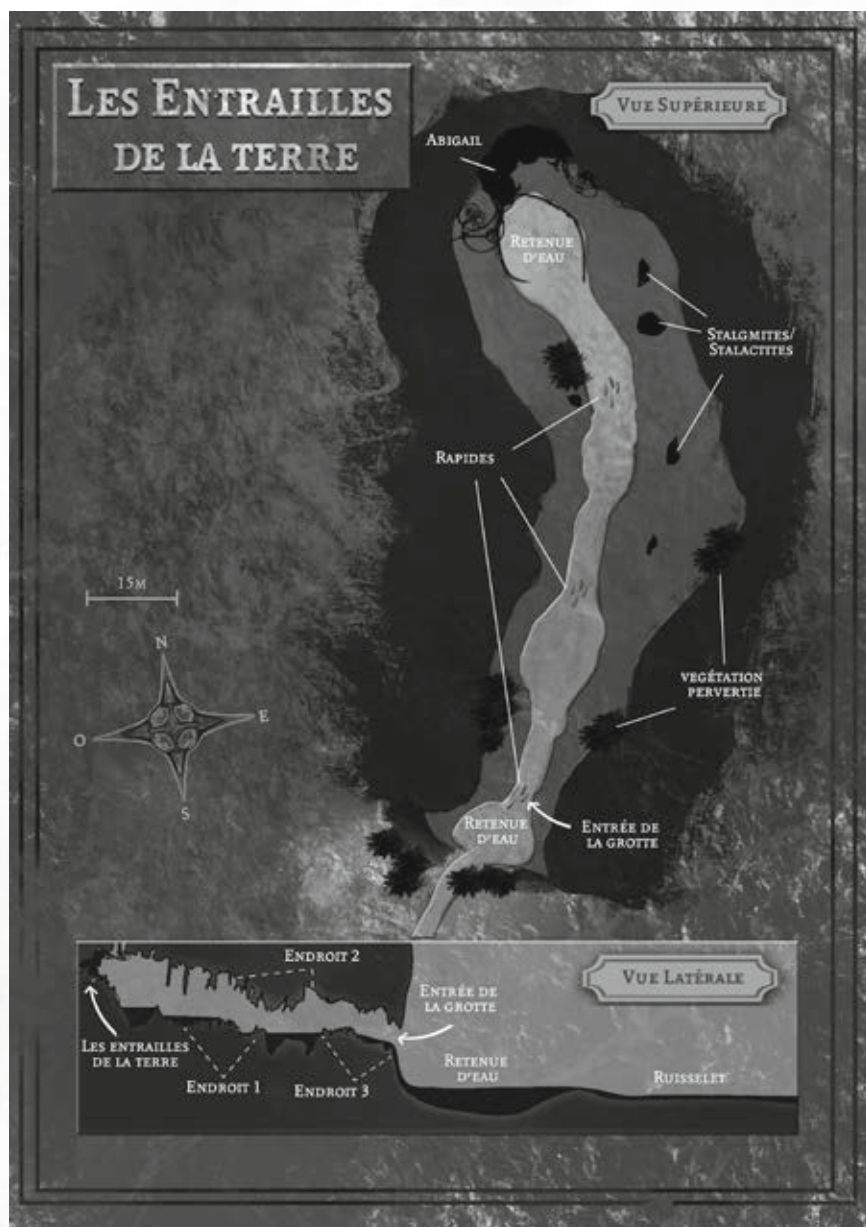 LES ENTRAILLES
DE LA TERRE
VUE SUPÉRIEURE
ABIGAIL
RETENUE
D'EAU
STALGMITES/
STALACTITES
RAPIDES
15M
N
E
O
S
VEGÉTATION
PERVERTIE
RETENUE
D'EAU
ENTRÉE DE
LA GROTTE
ENDROIT 2
VUE LATÉRALE
ENTRÉE DE
LA GROTTE
LES ENTRAILLES
DE LA TERRE
RETENUE
D'EAU
RUISSELET
ENDROIT 1
ENDROIT 3